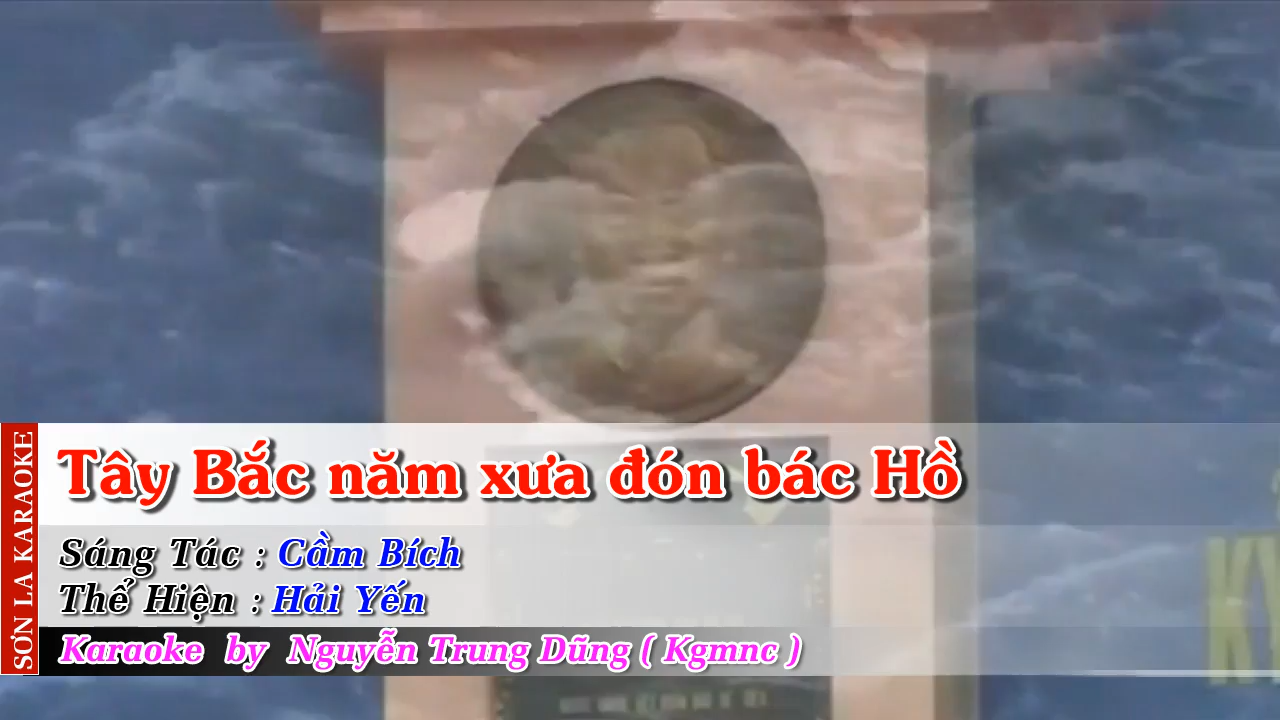 Tây Bắc năm xưa đón bác Hồ
Sáng Tác : Cầm Bích
Thể Hiện : Hải Yến
Karaoke by Nguyễn Trung Dũng ( Kgmnc )
SƠN LA KARAOKE